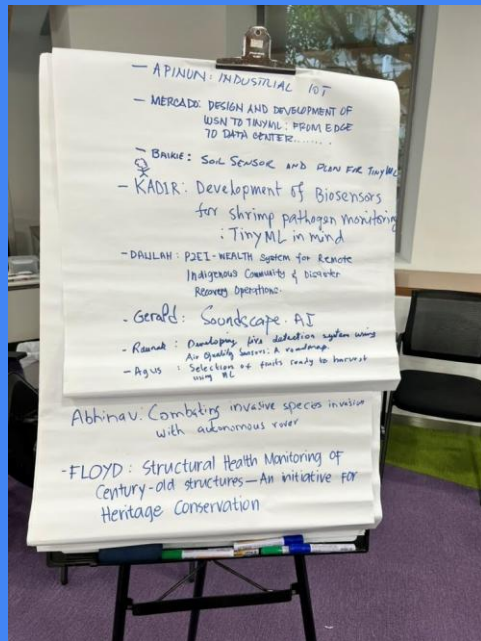 - APINUN: INDUSTRIAL IOT
- MERCADO: DESIGN AND DEVELOPMENT OF
WSN TO TINYML: FROM EDGE
TO DATA CENTER.......
- BAIKIE: SOIL SENSOR AND PLAN FOR TINY ML
- KADIR: Development of Biosensors
for shrimp pathogen monitoring
: TinyML in mind
- DAULAH: P2EI-WEALTH System for Remote
Indigenous Community & Disaster
Recovery Operations.
- Gerald: Soundscape. AI
- Raunak: Developing fire detection system using
Air Quality Sensors: A roadmap.
- Agus: Selection of fruits ready to harvest
using ML
Abhinav: Combating invasive species invasion
with autonomous rover
- FLOYD: Structural Health Monitoring of
Century-old structures — An initiative for
Heritage Conservation